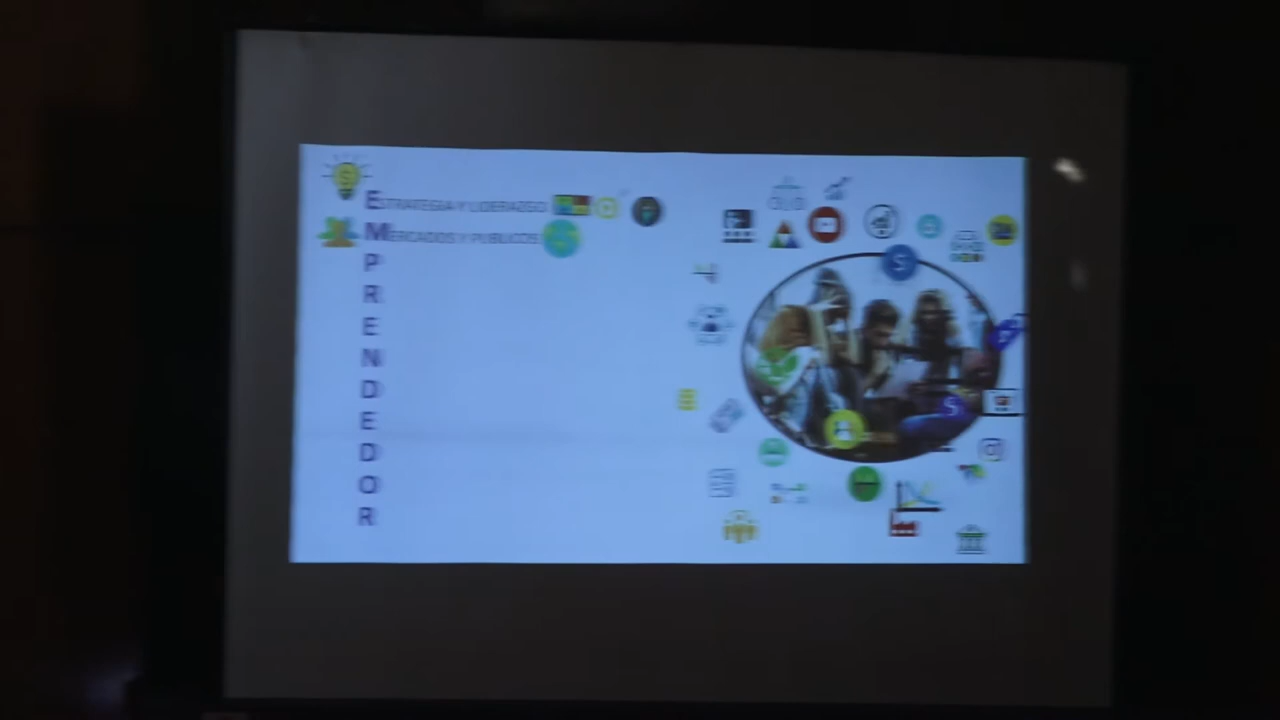 ESTRATEGIA Y LIDERAZGO
MERCADOS Y PUBLICOS
P
R
E
N
D
E
D
O
R